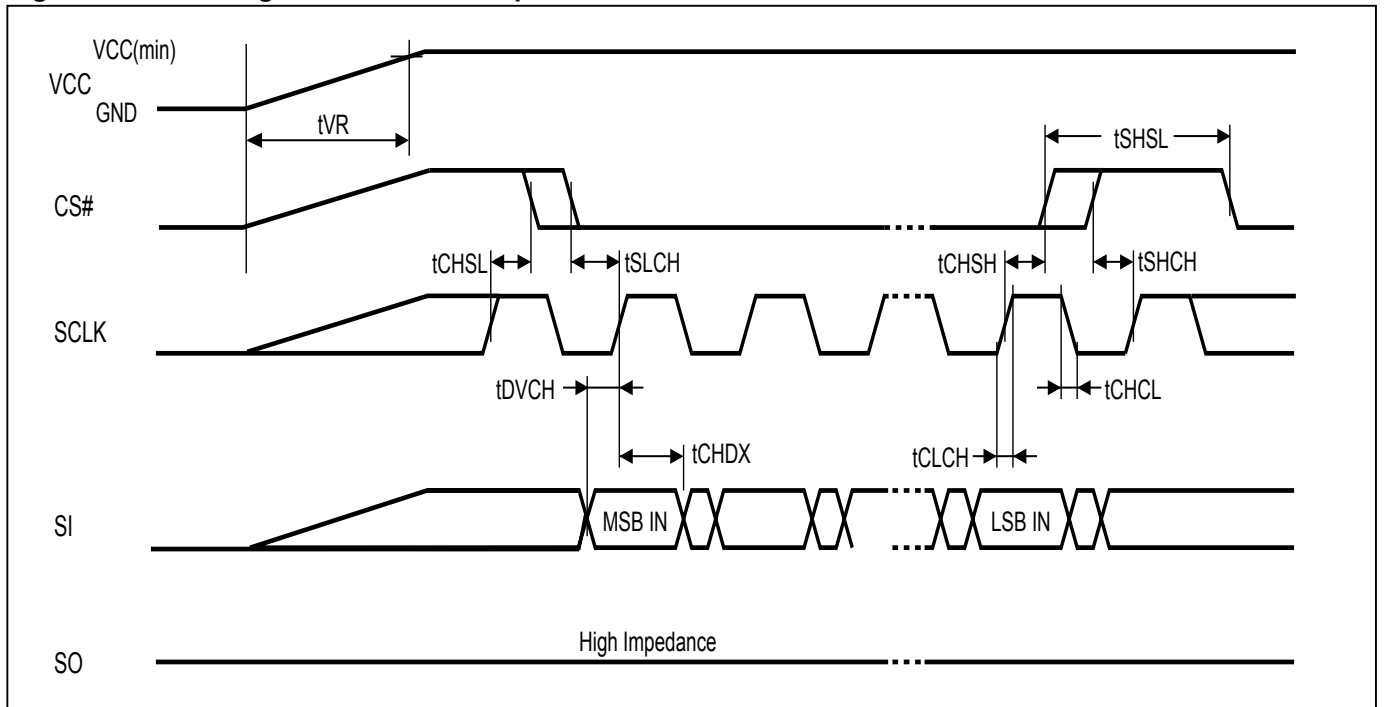 VCC(min)
VCC
GND
tVR
tSHSL
CS#
tCHSL
tSLCH
tCHSH
tSHCH
SCLK
tDVCH
tCHCL
tCHDX
tCLCH
SI
MSB IN
LSB IN
High Impedance
SO